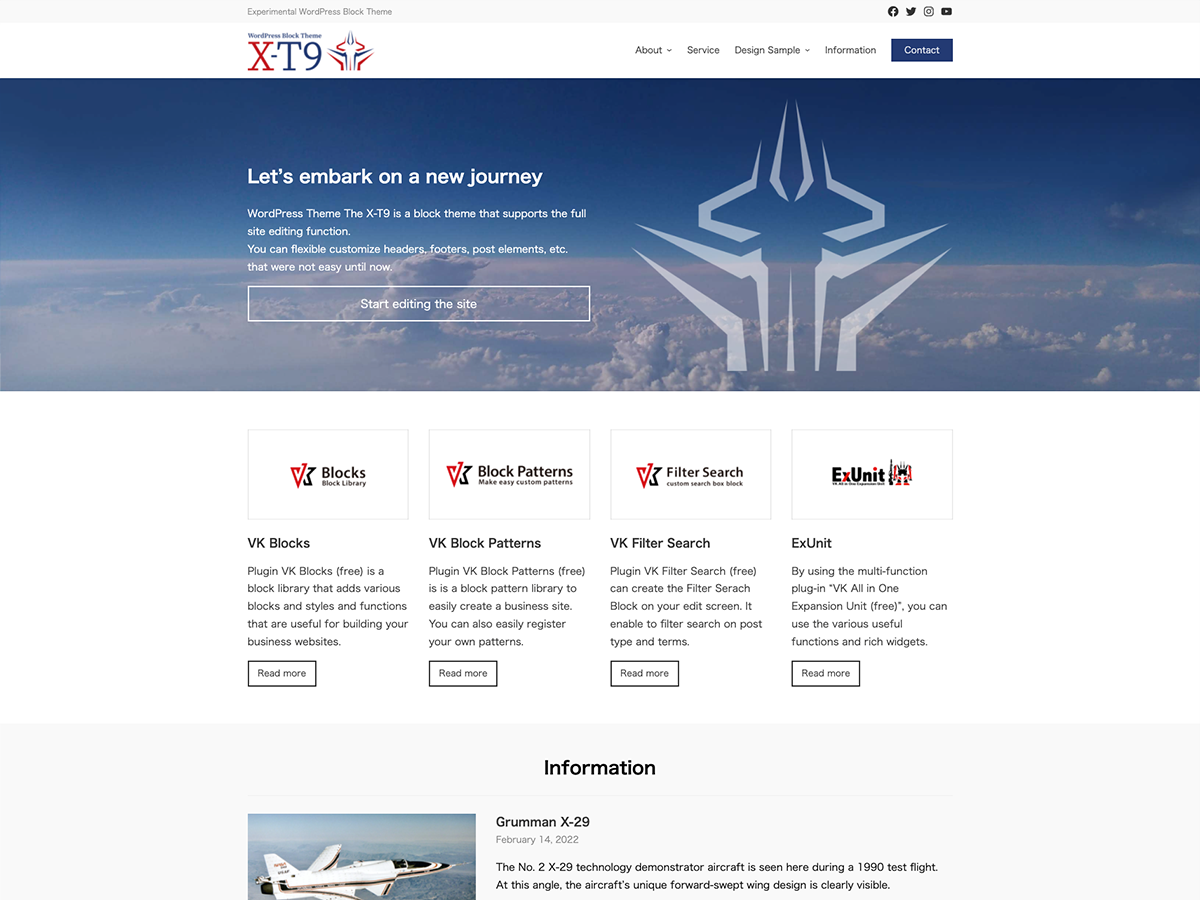 Experimental WordPress Block Theme
WordPress Block Theme
X-T9
About
Service
Design Sample
Information
Contact
Let's embark on a new journey
WordPress Theme The X-T9 is a block theme that supports the full
site editing function.
You can flexible customize headers, footers, post elements, etc.
that were not easy until now.
Start editing the site
VK Blocks
Block Library
VK Block Patterns
Make easy custom patterns
VK Filter Search
custom search box block
ExUnit
VK All in One Expansion Unit
VK Blocks
Plugin VK Blocks (free) is a
block library that adds various
blocks and styles and functions
that are useful for building your
business websites.
Read more
VK Block Patterns
Plugin VK Block Patterns (free)
is is a block pattern library to
easily create a business site.
You can also easily register
your own patterns.
Read more
VK Filter Search
Plugin VK Filter Search (free)
can create the Filter Serach
Block on your edit screen. It
enable to filter search on post
type and terms.
Read more
ExUnit
By using the multi-function
plug-in "VK All in One
Expansion Unit (free)", you can
use the various useful
functions and rich widgets.
Read more
Information
Grumman X-29
February 14, 2022
The No. 2 X-29 technology demonstrator aircraft is seen here during a 1990 test flight.
At this angle, the aircraft's unique forward-swept wing design is clearly visible.